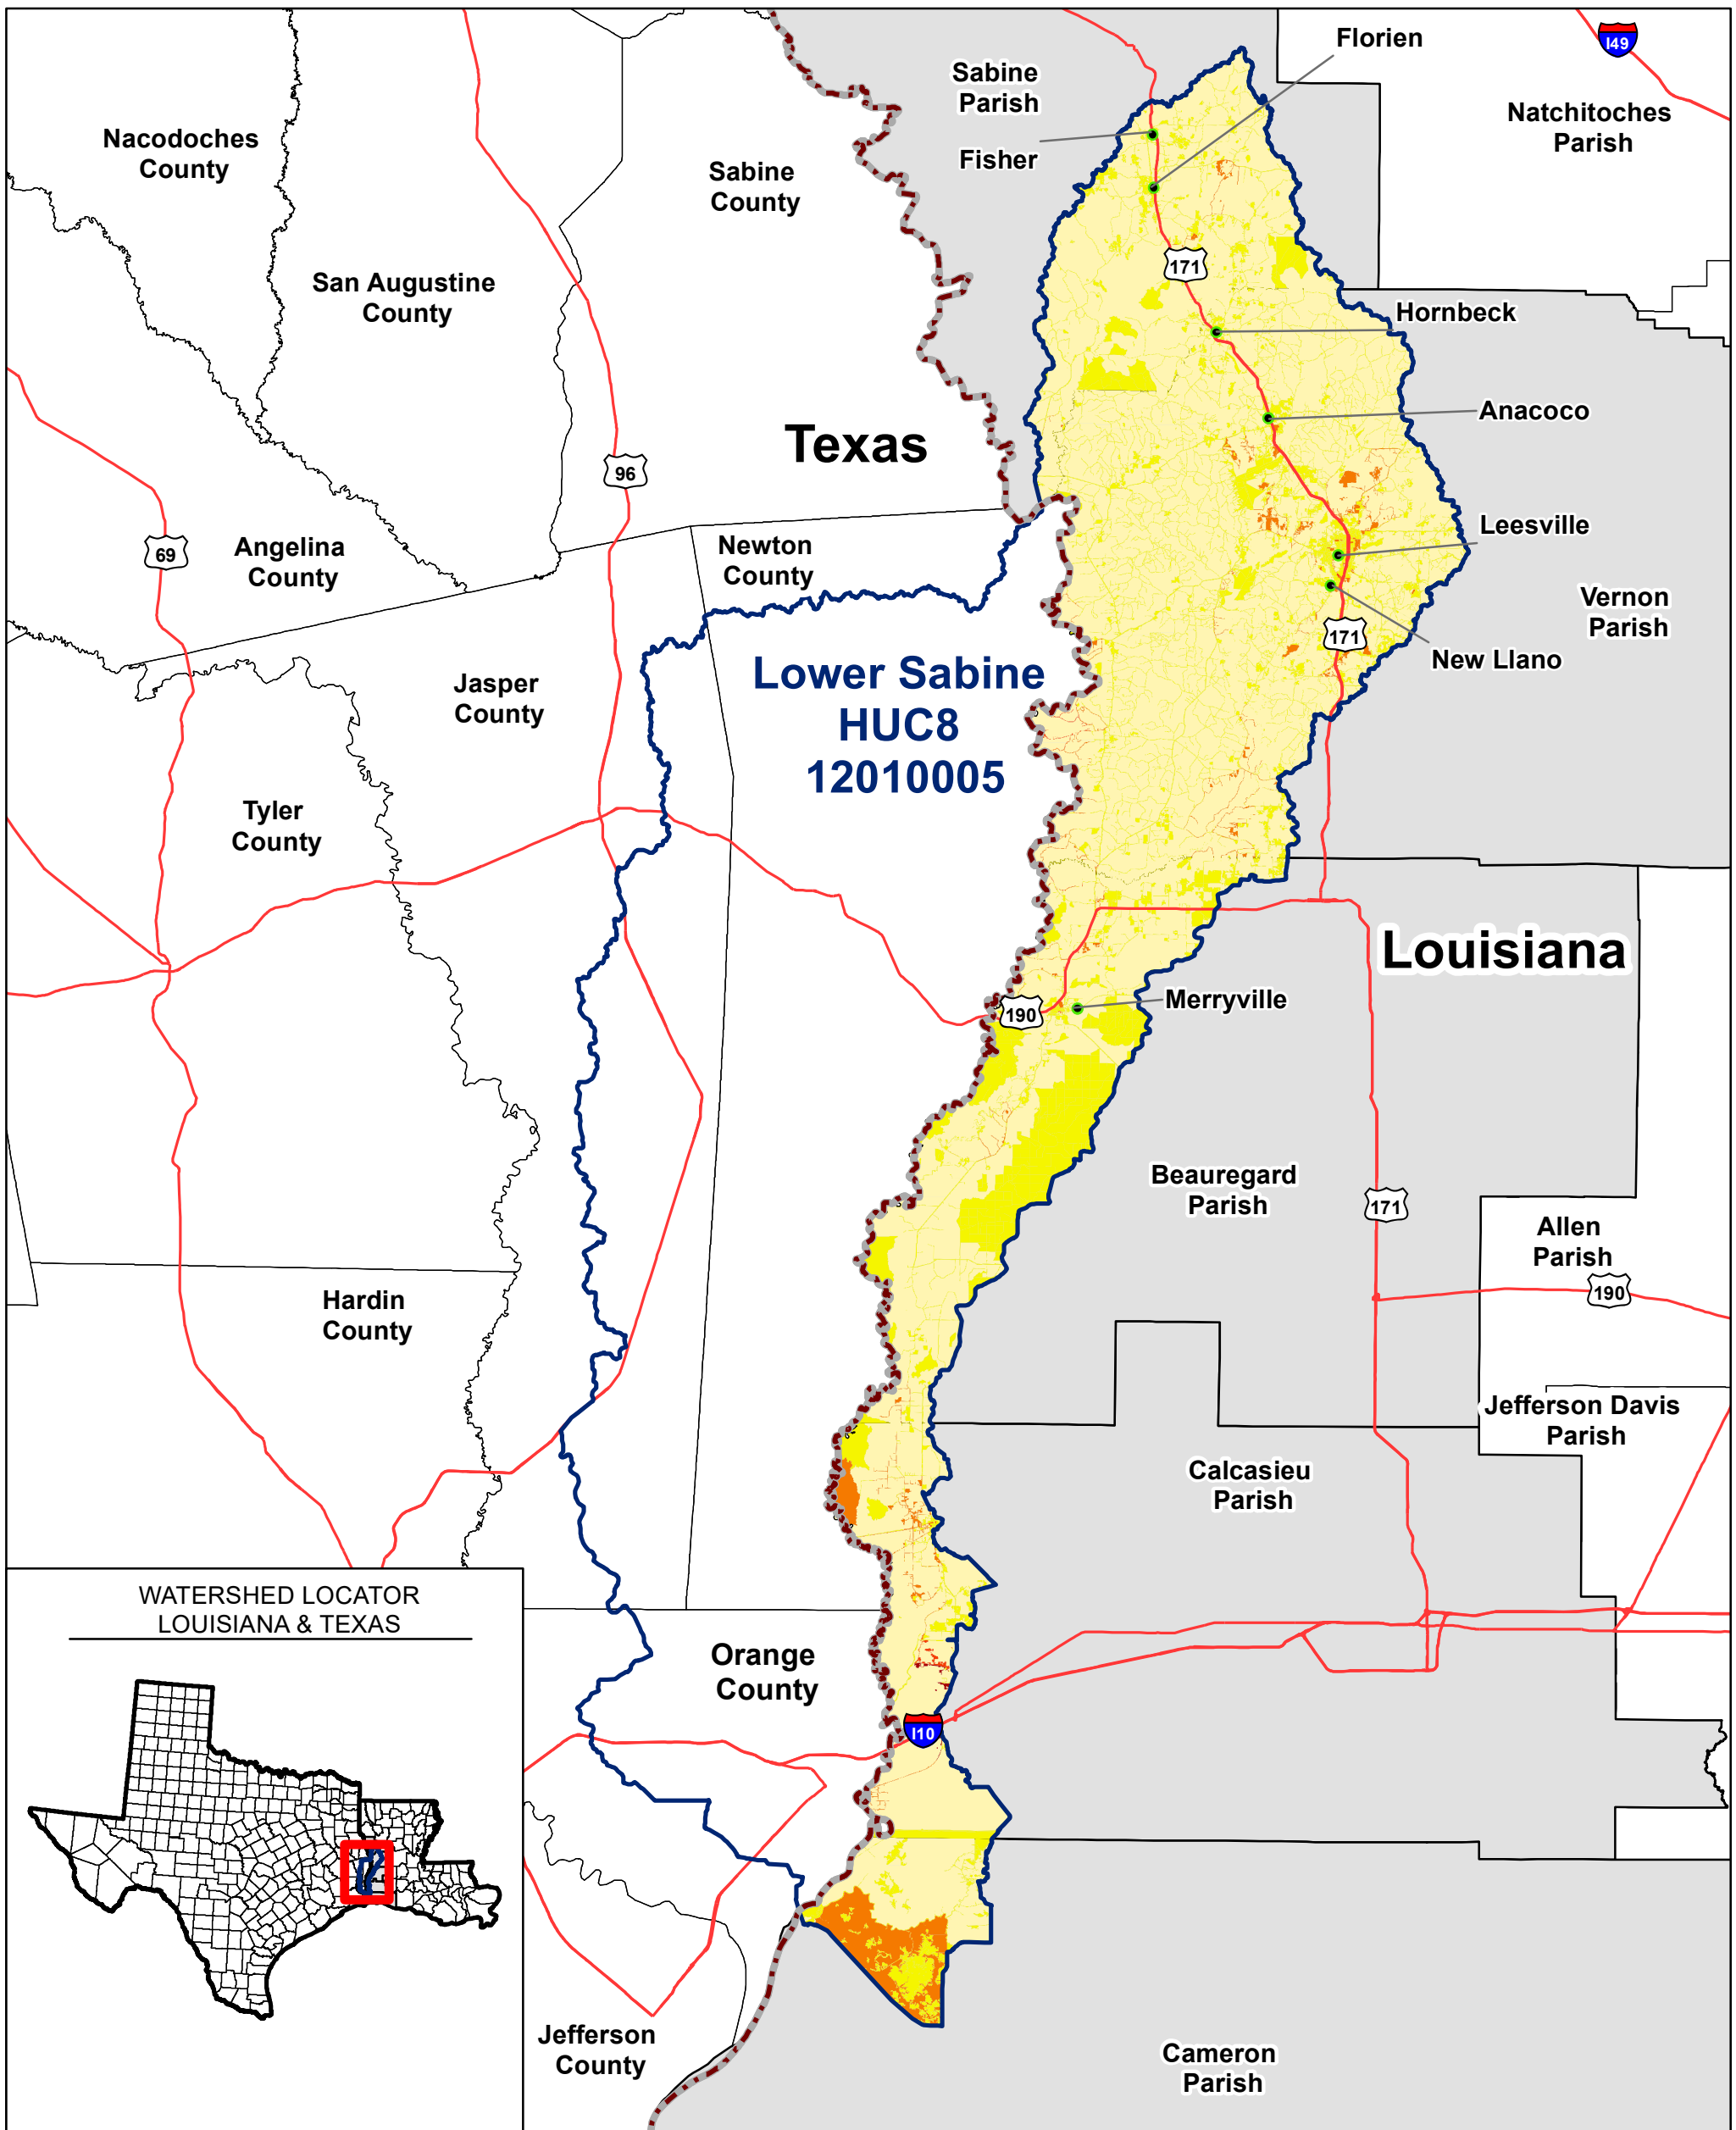 Florien
I49
Sabine
Parish
Natchitoches
Parish
Nacodoches
County
Fisher
Sabine
County
171
San Augustine
County
Hornbeck
Anacoco
Texas
96
Leesville
69
Angelina
County
Newton
County
Vernon
Parish
171
New Llano
Lower Sabine
HUC8
12010005
Jasper
County
Tyler
County
Louisiana
Merryville
190
Beauregard
Parish
171
Allen
Parish
190
Hardin
County
Jefferson Davis
Parish
Calcasieu
Parish
WATERSHED LOCATOR
LOUISIANA & TEXAS
Orange
County
I10
Jefferson
County
Cameron
Parish